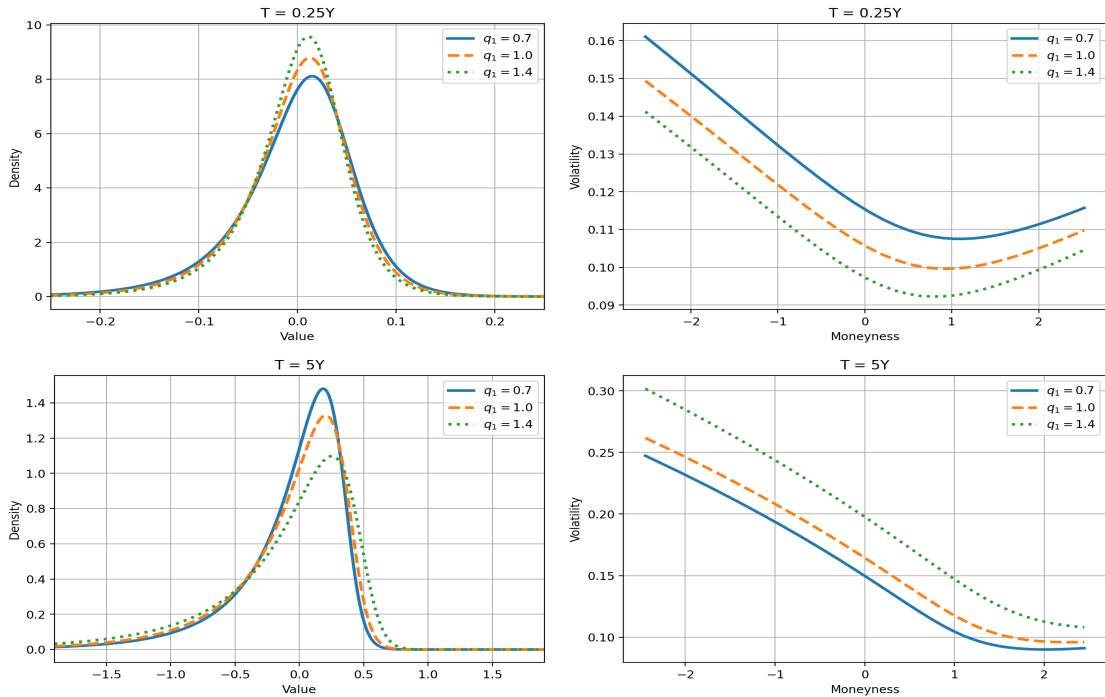 T = 0.25Y
10
8
6
4
2
0
Density
q₁ = 0.7
q₁ = 1.0
q₁ = 1.4
−0.2
−0.1
0.0
0.1
0.2
Value
T = 0.25Y
0.16
0.15
0.14
0.13
0.12
0.11
0.10
0.09
Volatility
q₁ = 0.7
q₁ = 1.0
q₁ = 1.4
−2
−1
0
1
2
Moneyness
T = 5Y
1.4
1.2
1.0
0.8
0.6
0.4
0.2
0.0
Density
q₁ = 0.7
q₁ = 1.0
q₁ = 1.4
−1.5
−1.0
−0.5
0.0
0.5
1.0
1.5
Value
T = 5Y
0.30
0.25
0.20
0.15
0.10
Volatility
q₁ = 0.7
q₁ = 1.0
q₁ = 1.4
−2
−1
0
1
2
Moneyness